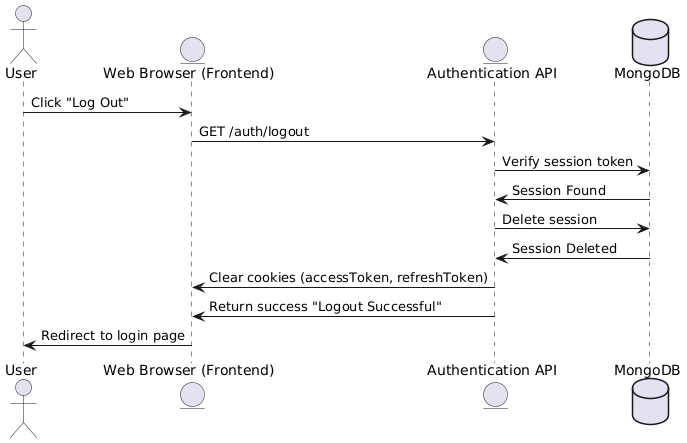 User
Web Browser (Frontend)
Authentication API
MongoDB
Click "Log Out"
GET /auth/logout
Verify session token
Session Found
Delete session
Session Deleted
Clear cookies (accessToken, refreshToken)
Return success "Logout Successful"
Redirect to login page
User
Web Browser (Frontend)
Authentication API
MongoDB